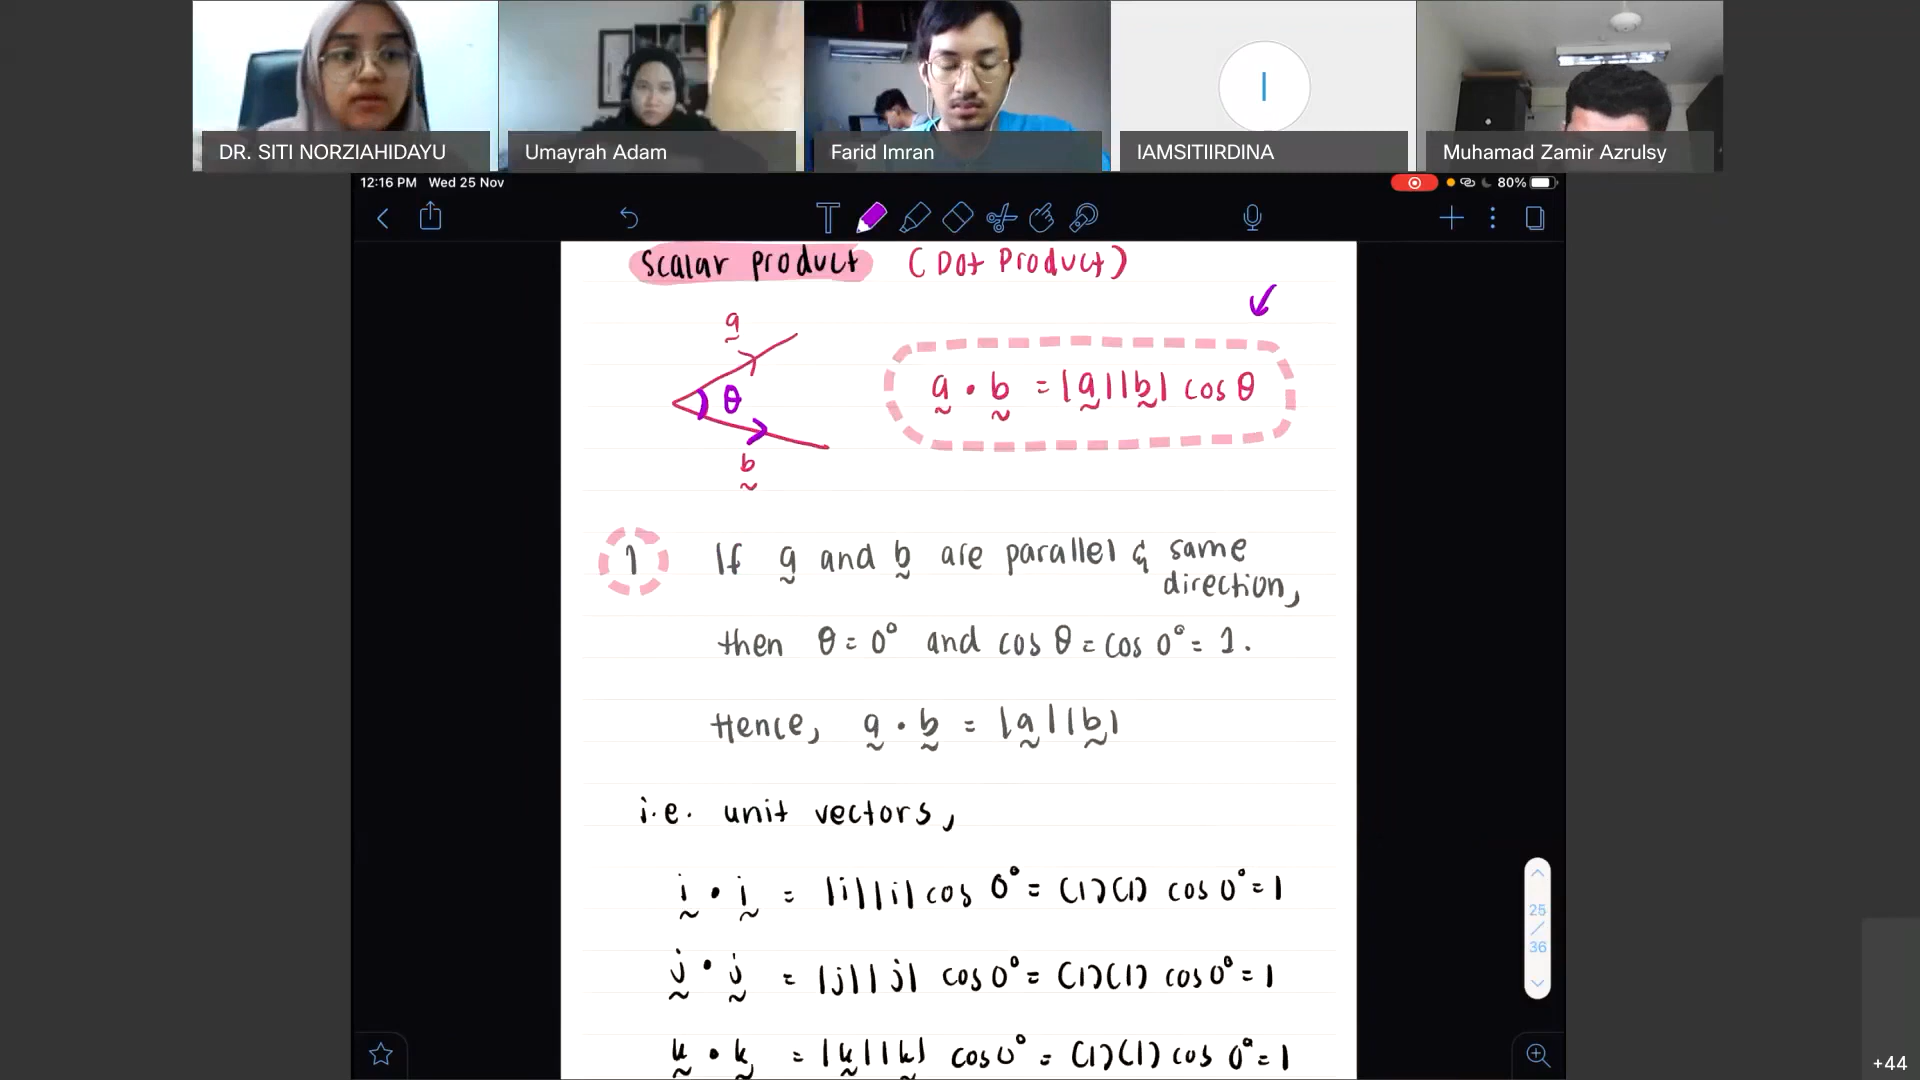 DR. SITI NORZIAHIDAYU
Umayrah Adam
Farid Imran
I
IAMSITIIRDINA
Muhamad Zamir Azrulsy
12:16 PM Wed 25 Nov
80%
T
scalar product (Dot Product)
a
θ
b
a • b = |a||b| cos θ
1 If a and b are parallel & same
direction,
then θ = 0° and cos θ = cos 0° = 1.
Hence, a • b = |a||b|
i.e. unit vectors,
i • i = |i||i| cos 0° = (1)(1) cos 0° = 1
j • j = |j||j| cos 0° = (1)(1) cos 0° = 1
k • k = |k||k| cos 0° = (1)(1) cos 0° = 1
25
/
36
+44